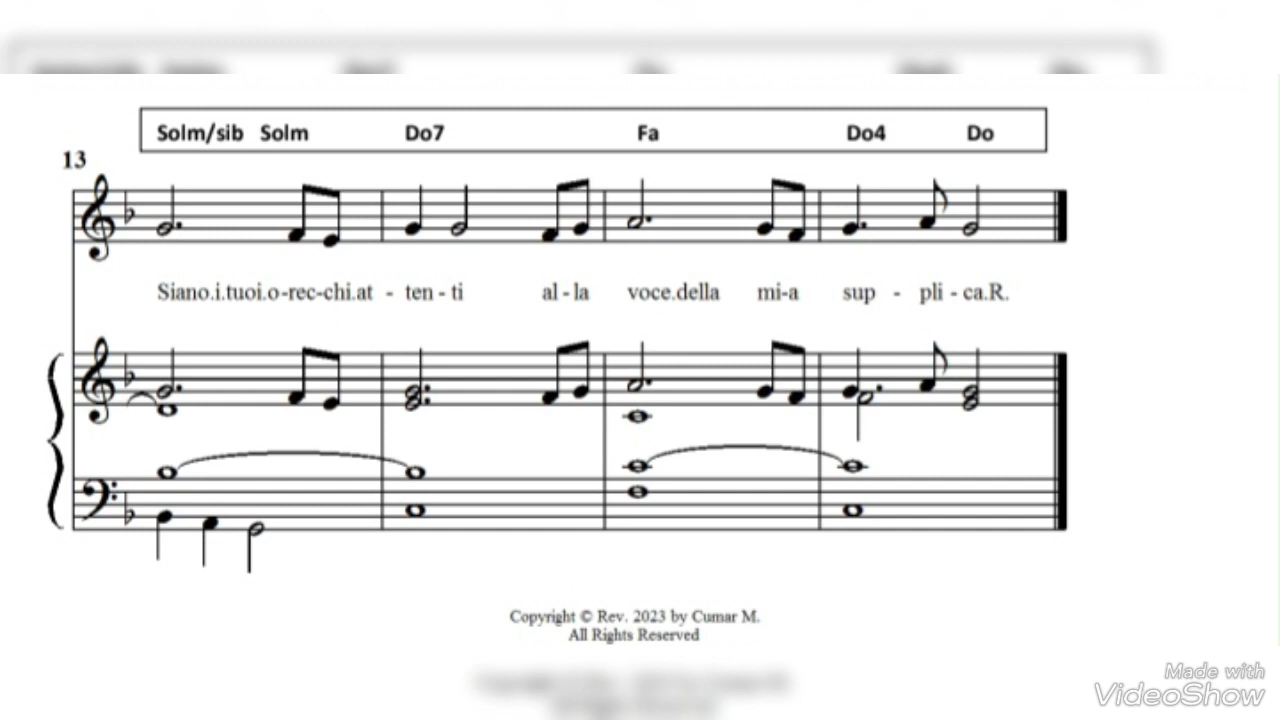 Solm/sib Solm Do7 Fa Do4 Do
13
Siano.i.tuoi.o-rec-chi.at - ten - ti al - la voce.della mi-a sup - pli - ca.R.
Copyright © Rev. 2023 by Cumar M.
All Rights Reserved
Made with
VideoShow